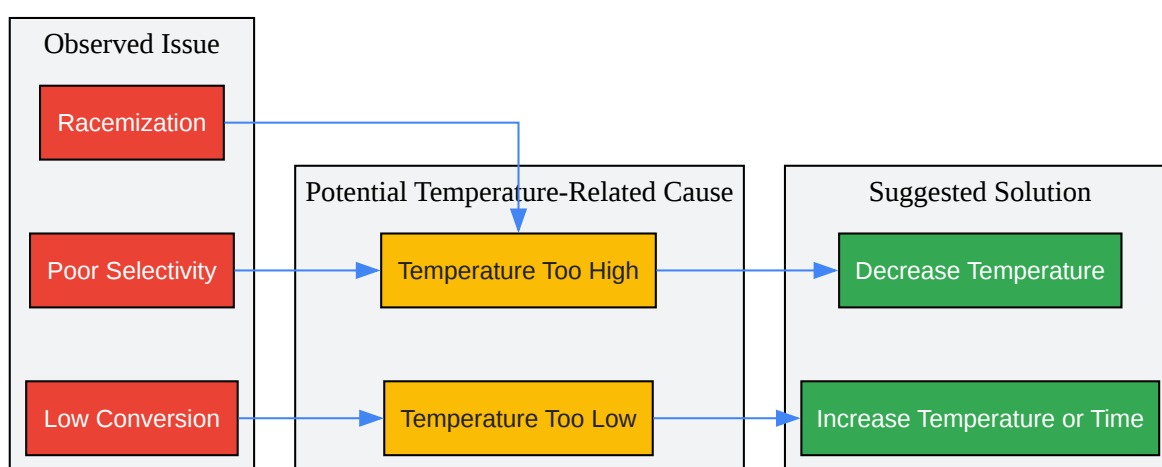 Observed Issue
Racemization
Potential Temperature-Related Cause
Suggested Solution
Poor Selectivity
Temperature Too High
Decrease Temperature
Low Conversion
Temperature Too Low
Increase Temperature or Time